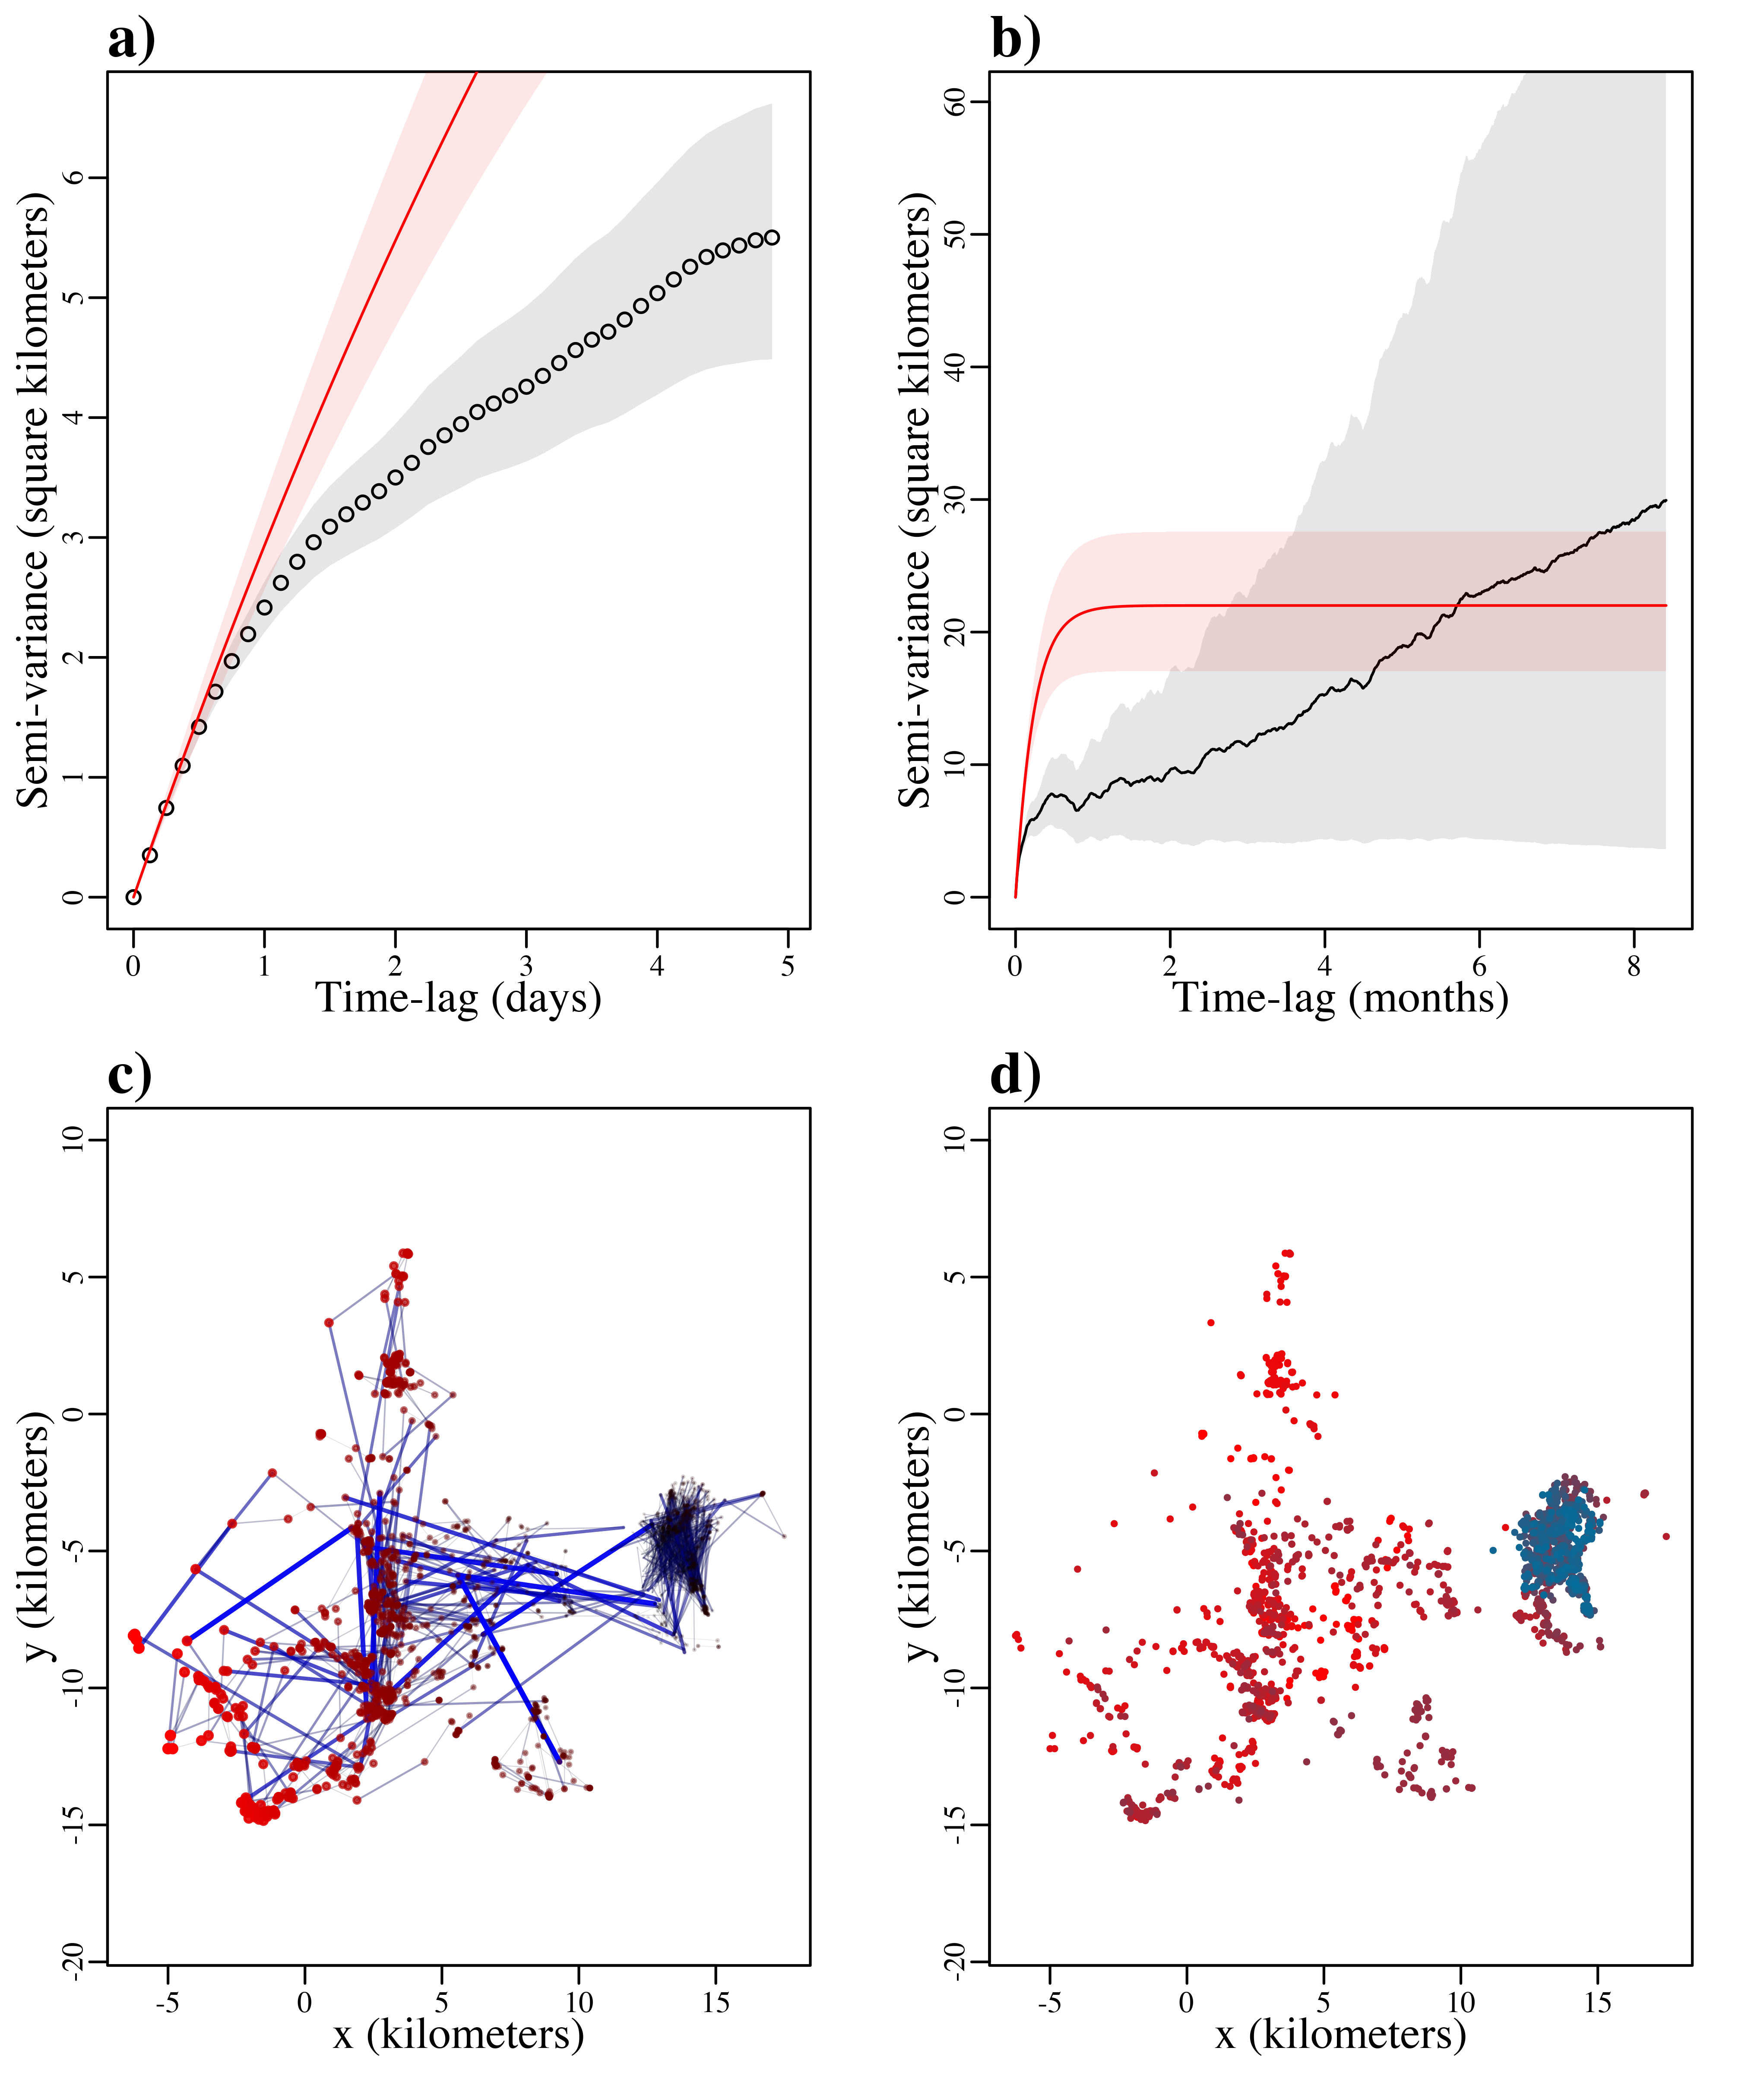 a)
Semi-variance (square kilometers)
0 1 2 3 4 5 6
0 1 2 3 4 5
Time-lag (days)
b)
Semi-variance (square kilometers)
0 10 20 30 40 50 60
0 2 4 6 8
Time-lag (months)
c)
y (kilometers)
-20 -15 -10 -5 0 5 10
-5 0 5 10 15
x (kilometers)
d)
y (kilometers)
-20 -15 -10 -5 0 5 10
-5 0 5 10 15
x (kilometers)